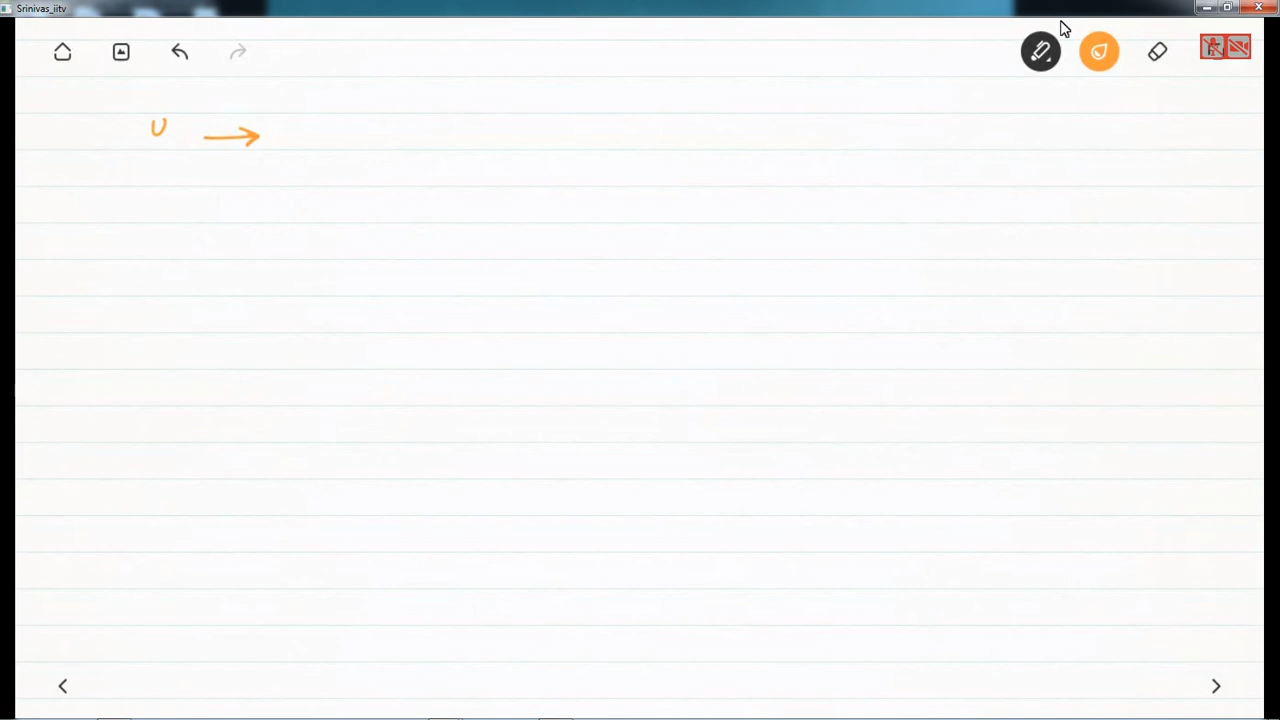 Srinivas_iitv
υ →